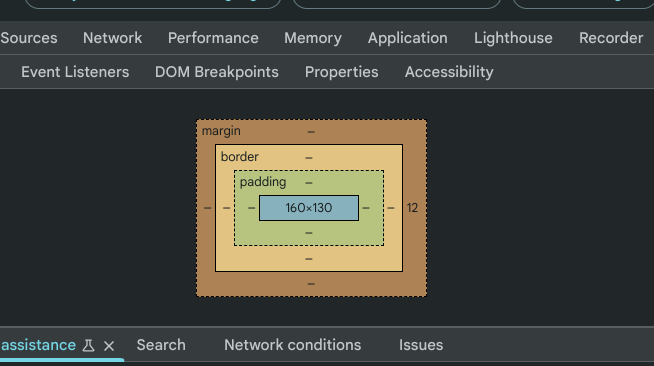 Sources Network Performance Memory Application Lighthouse Recorder
Event Listeners DOM Breakpoints Properties Accessibility
margin –
border –
padding –
– – – 160×130 – – 12
–
–
–
assistance × Search Network conditions Issues